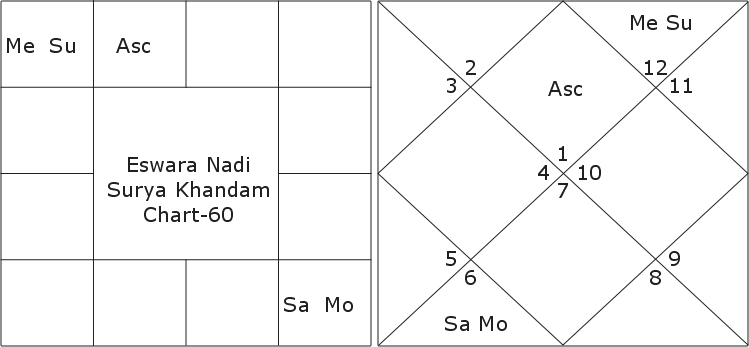 Me Su
Asc
Eswara Nadi
Surya Khandam
Chart-60
Sa Mo
Me Su
2
12
3
Asc
11
1
4
10
7
5
9
6
8
Sa Mo